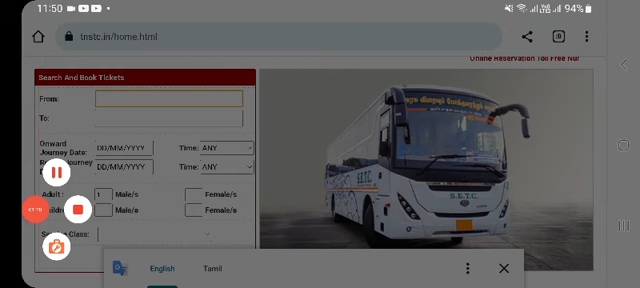 11:50
94%
tnstc.in/home.html
Online Reservation Toll Free Nu
Search And Book Tickets
From:
To:
Onward
Journey Date: DD/MM/YYYY Time: ANY
Journey
DD/MM/YYYY Time: ANY
Adult : 1 Male/s Female/s
Male/s Female/s
Class:
S.E.T.C.
English Tamil